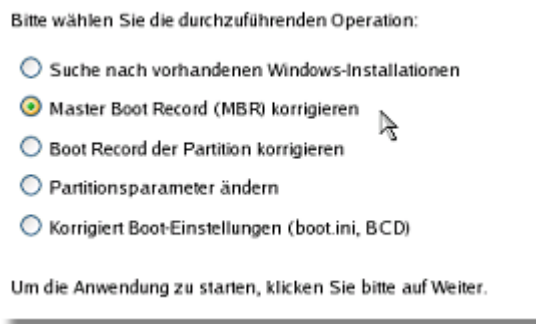 Bitte wählen Sie die durchzuführenden Operation:
Suche nach vorhandenen Windows-Installationen
Master Boot Record (MBR) korrigieren
Boot Record der Partition korrigieren
Partitionsparameter ändern
Korrigiert Boot-Einstellungen (boot.ini, BCD)
Um die Anwendung zu starten, klicken Sie bitte auf Weiter.